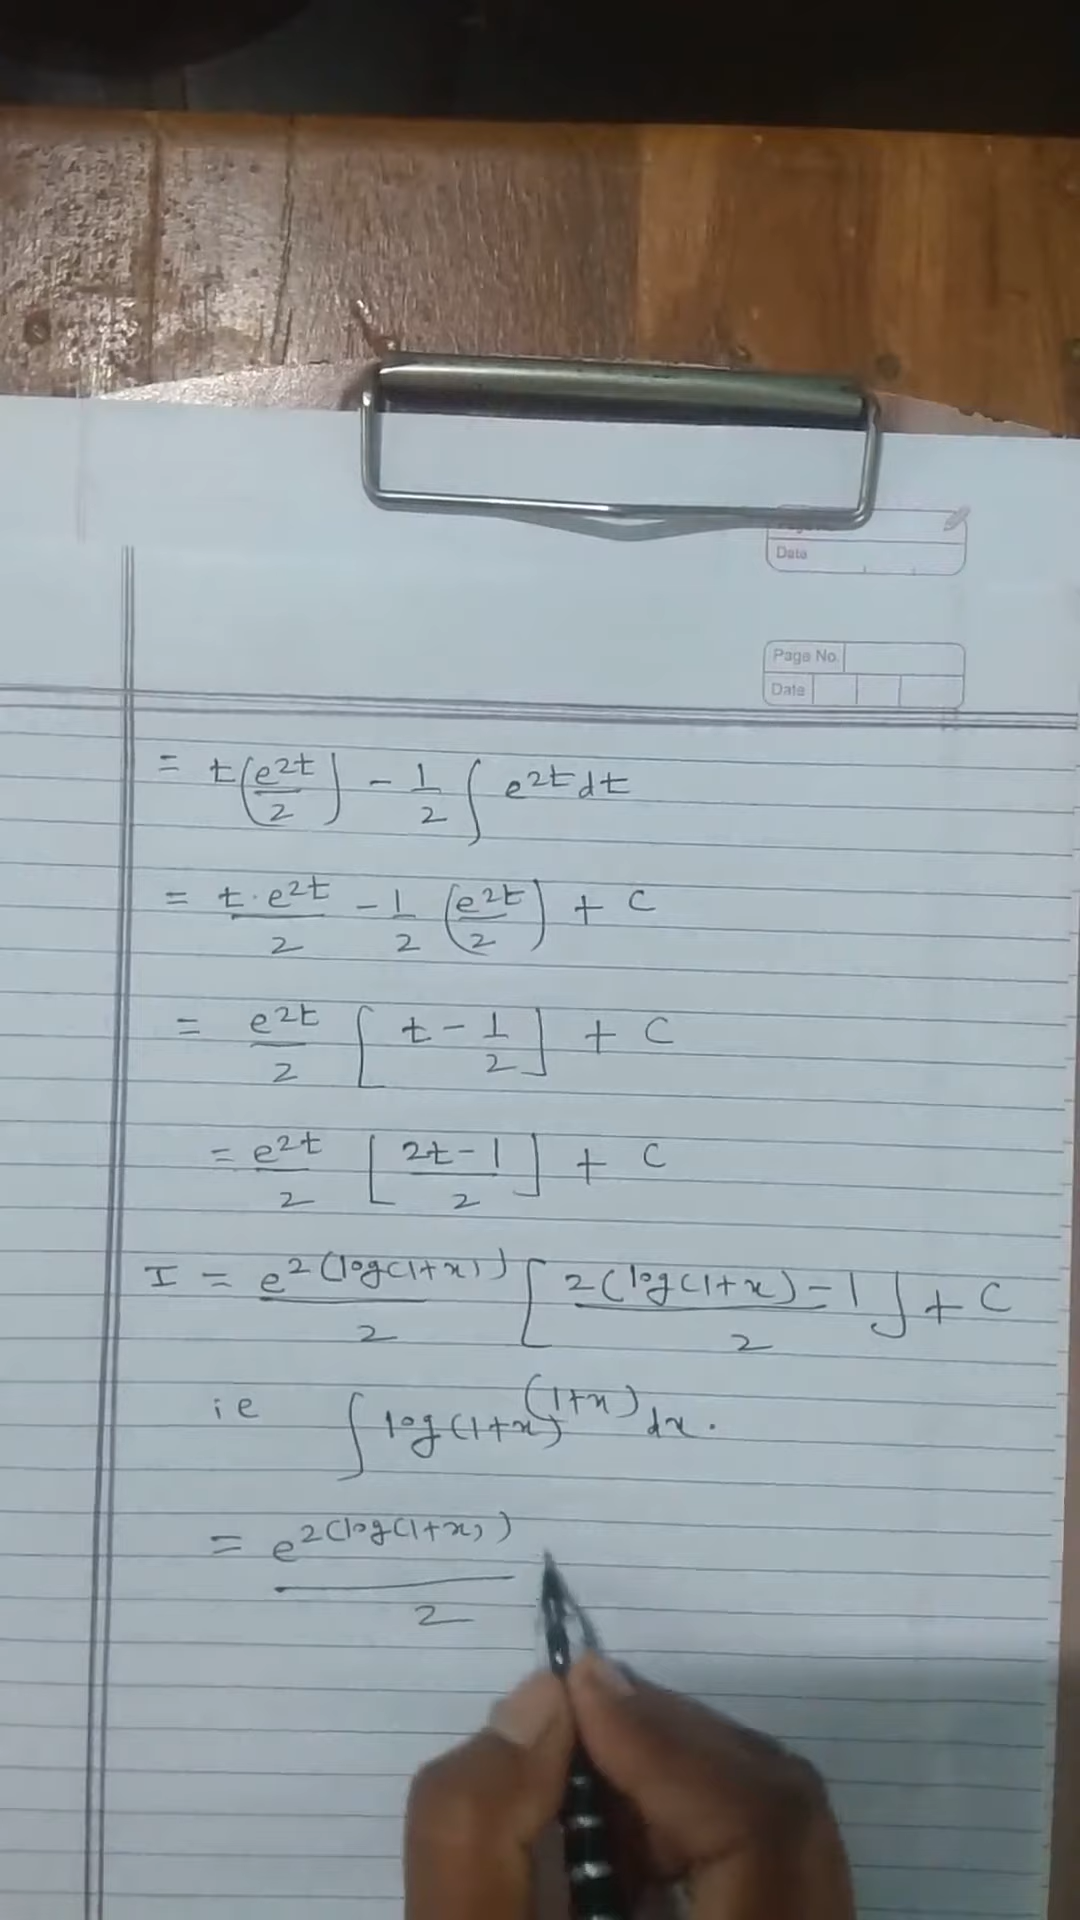 Date
Page No.
Date
= t(e^2t/2) - 1/2 ∫ e^2t dt
= t·e^2t/2 - 1/2 (e^2t/2) + C
= e^2t/2 [t - 1/2] + C
= e^2t/2 [2t-1/2] + C
I = e^2(log(1+x))/2 [2(log(1+x)-1/2] + C
ie ∫ log(1+x)^(1+x) dx.
= e^2(log(1+x))/2